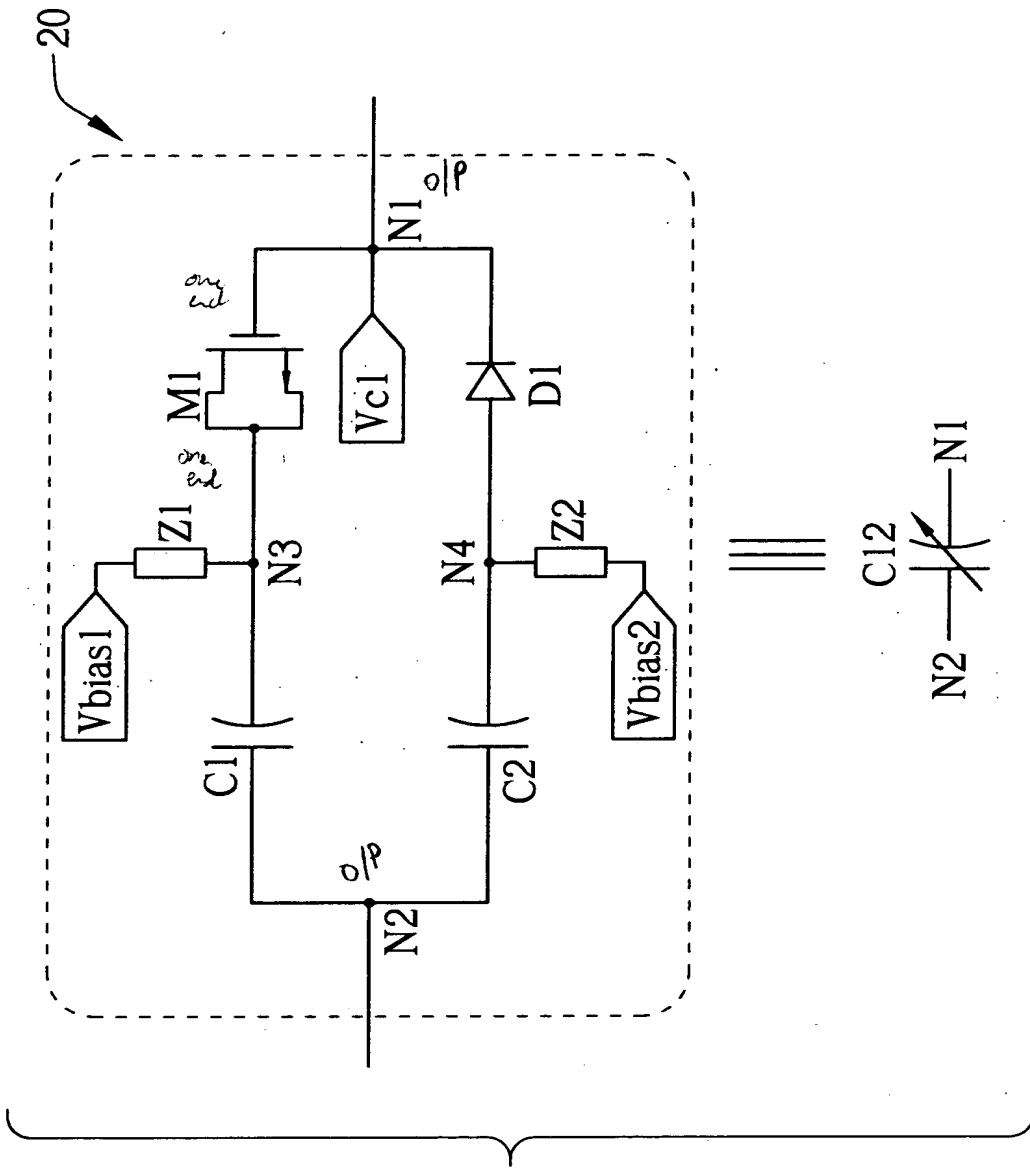 20
Vbias1
Z1
M1
one
end
one
end
N3
C1
O/P
N1
Vc1
O/P
N2
N4
D1
C2
Z2
Vbias2
C12
N2
N1